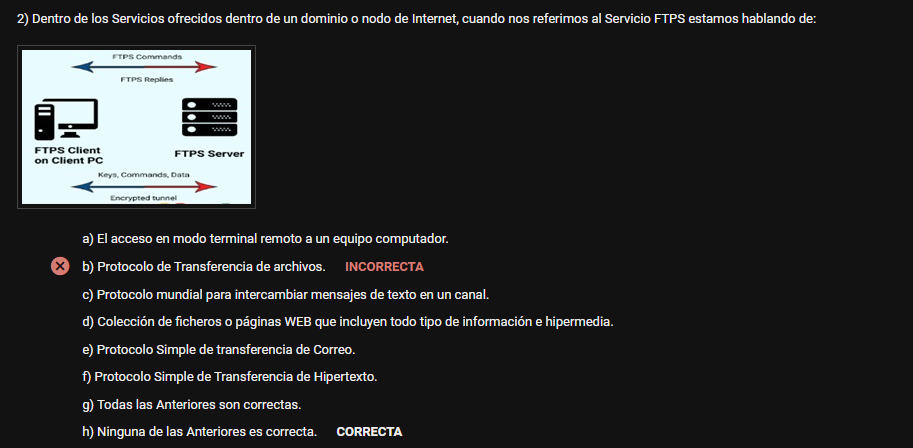 2) Dentro de los Servicios ofrecidos dentro de un dominio o nodo de Internet, cuando nos referimos al Servicio FTPS estamos hablando de:
FTPS Commands
FTPS Replies
FTPS Client
on Client PC
FTPS Server
Keys, Commands, Data
Encrypted tunnel
a) El acceso en modo terminal remoto a un equipo computador.
b) Protocolo de Transferencia de archivos. INCORRECTA
c) Protocolo mundial para intercambiar mensajes de texto en un canal.
d) Colección de ficheros o páginas WEB que incluyen todo tipo de información e hipermedia.
e) Protocolo Simple de transferencia de Correo.
f) Protocolo Simple de Transferencia de Hipertexto.
g) Todas las Anteriores son correctas.
h) Ninguna de las Anteriores es correcta. CORRECTA